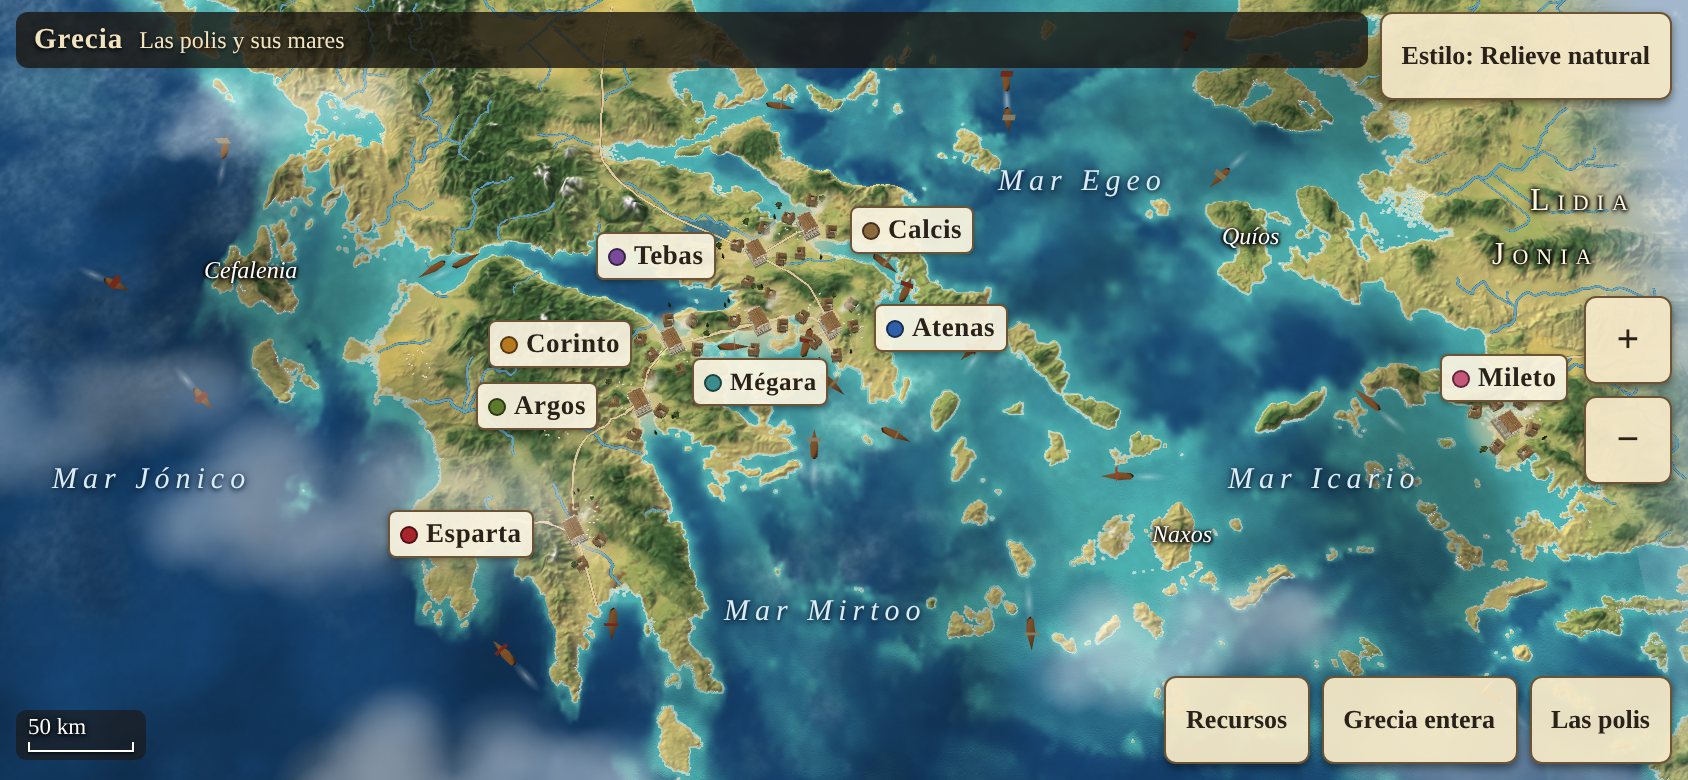 Grecia Las polis y sus mares
Estilo: Relieve natural
Mar Egeo
Lidia
Calcis
Quíos
Tebas
Jonia
Cefalenia
Atenas
Corinto
+
Mégara
Mileto
Argos
−
Mar Jónico
Mar Icario
Esparta
Naxos
Mar Mirtoo
50 km
Recursos
Grecia entera
Las polis